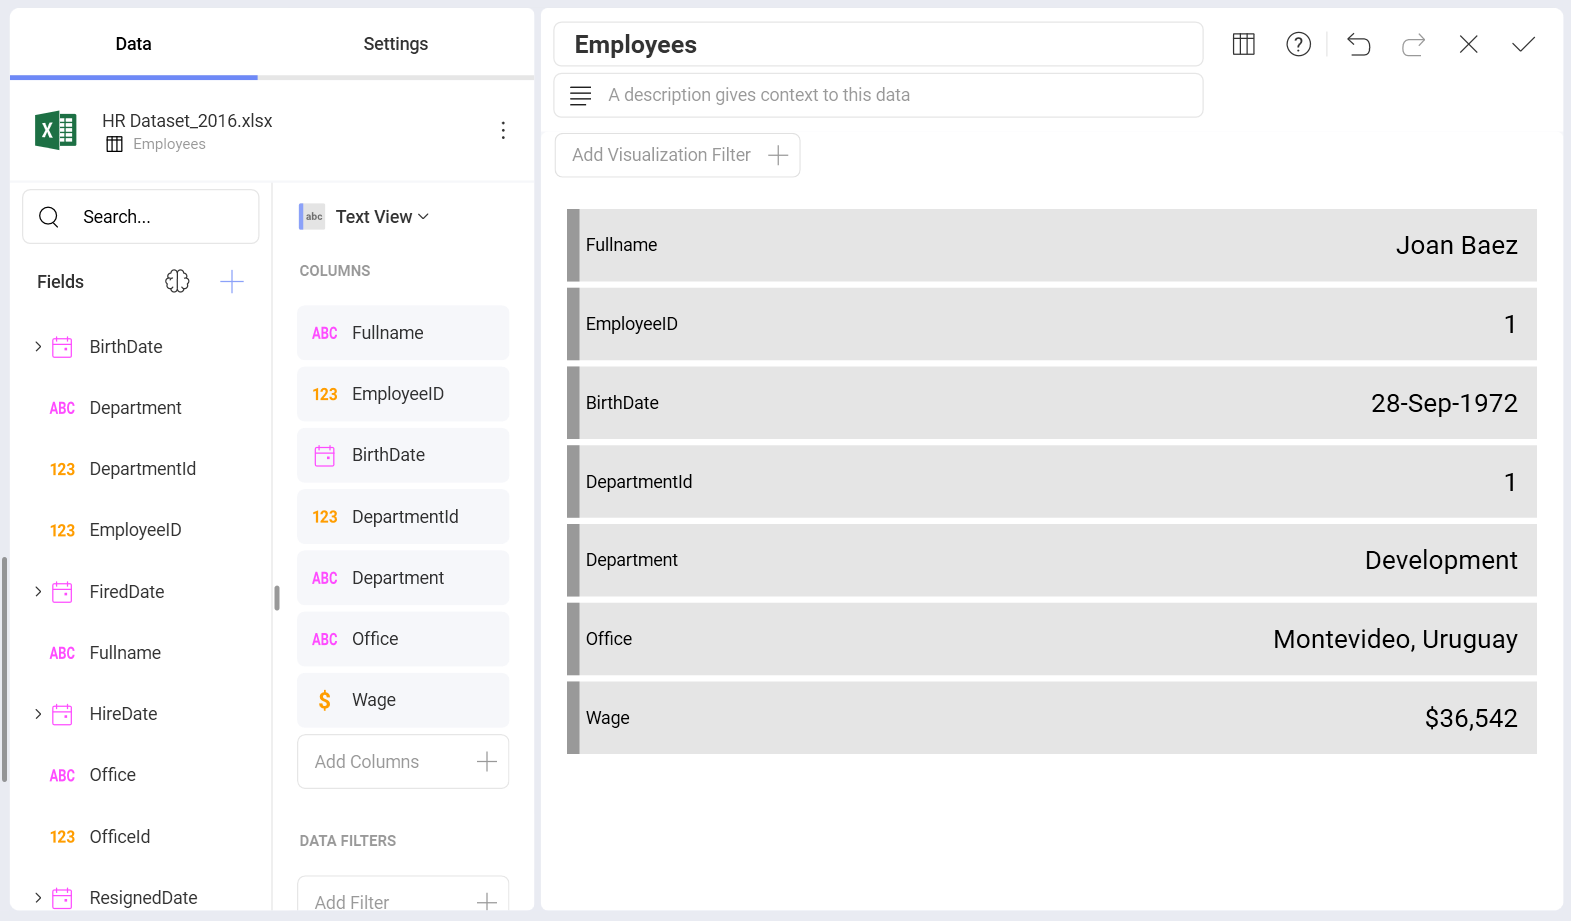 Data
Settings
HR Dataset_2016.xlsx
Employees
Search...
Fields
BirthDate
ABC Department
123 DepartmentId
123 EmployeeID
FiredDate
ABC Fullname
HireDate
ABC Office
123 OfficeId
ResignedDate
abc Text View
COLUMNS
ABC Fullname
123 EmployeeID
BirthDate
123 DepartmentId
ABC Department
ABC Office
$ Wage
Add Columns
DATA FILTERS
Add Filter
Employees
A description gives context to this data
Add Visualization Filter
Fullname Joan Baez
EmployeeID 1
BirthDate 28-Sep-1972
DepartmentId 1
Department Development
Office Montevideo, Uruguay
Wage $36,542